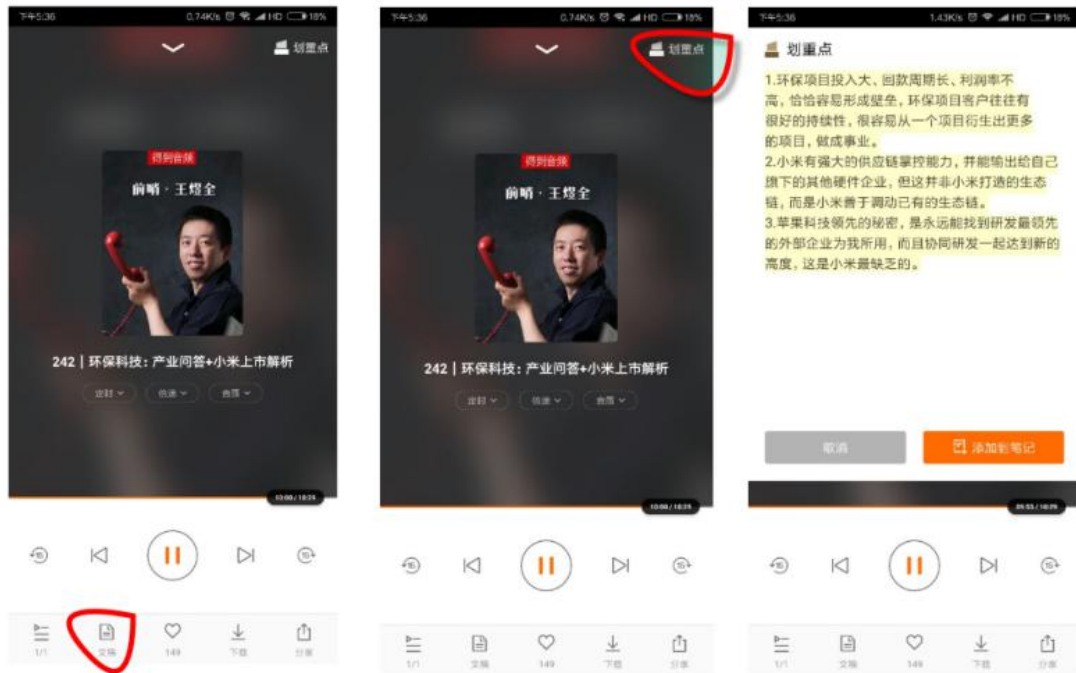 下午5:36
0.74K/s
HD
18%
划重点
得到音频
前哨·王煜全
242 | 环保科技：产业问答+小米上市解析
定时
倍速
10:00 / 18:29
15
15
1/1
文稿
149
下载
分享
下午5:36
0.74K/s
HD
18%
划重点
得到音频
前哨·王煜全
242 | 环保科技：产业问答+小米上市解析
定时
倍速
10:00 / 18:29
15
15
1/1
文稿
149
下载
分享
下午5:36
1.43K/s
HD
18%
划重点
1.环保项目投入大、回款周期长、利润率不
高，恰恰容易形成壁垒，环保项目客户往往有
很好的持续性，很容易从一个项目衍生出更多
的项目，做成事业。
2.小米有强大的供应链掌控能力，并能输出给自己
旗下的其他硬件企业，但这并非小米打造的生态
链，而是小米善于调动已有的生态链。
3.苹果科技领先的秘密，是永远能找到研发最领先
的外部企业为我所用，而且协同研发一起达到新的
高度，这是小米最缺乏的。
取消
添加到笔记
15
15
1/1
文稿
149
下载
分享